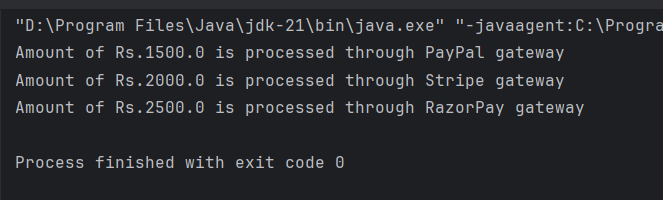 "D:\Program Files\Java\jdk-21\bin\java.exe" "-javaagent:C:\Progra
Amount of Rs.1500.0 is processed through PayPal gateway
Amount of Rs.2000.0 is processed through Stripe gateway
Amount of Rs.2500.0 is processed through RazorPay gateway
Process finished with exit code 0